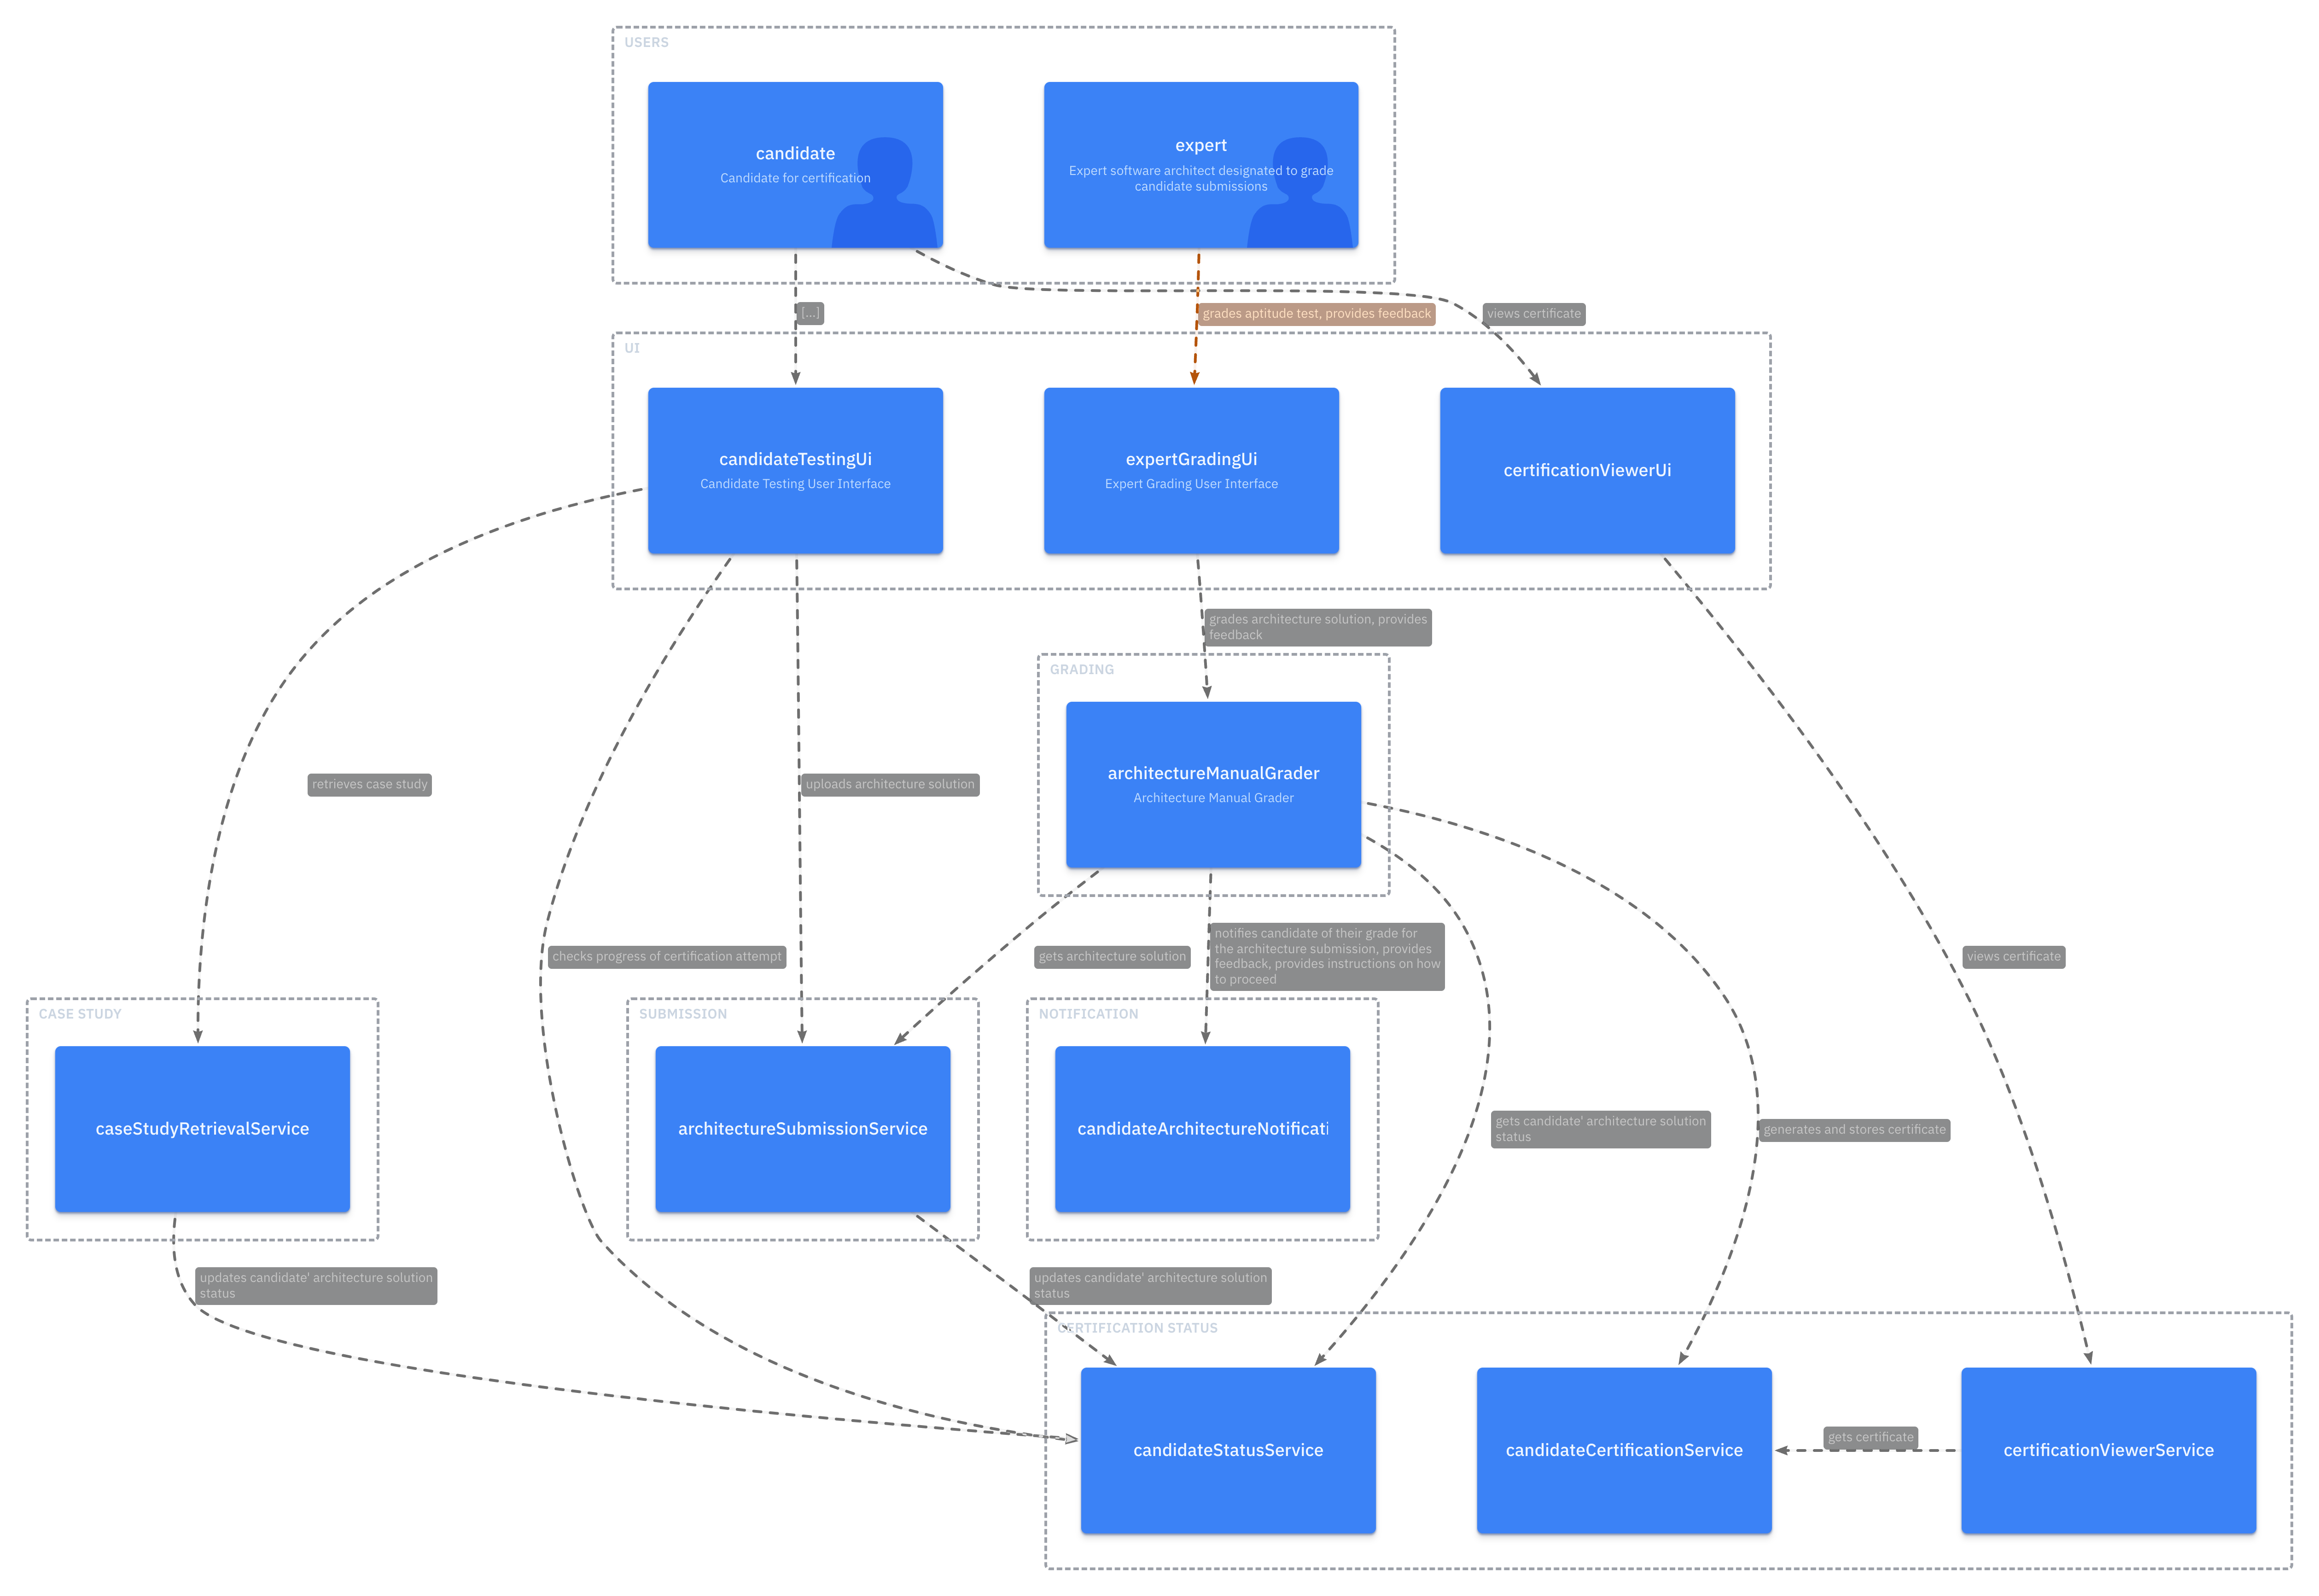 USERS
candidate
Candidate for certification
expert
Expert software architect designated to grade
candidate submissions
[...]
grades aptitude test, provides feedback
views certificate
UI
candidateTestingUi
Candidate Testing User Interface
expertGradingUi
Expert Grading User Interface
certificationViewerUi
grades architecture solution, provides
feedback
GRADING
architectureManualGrader
Architecture Manual Grader
retrieves case study
uploads architecture solution
checks progress of certification attempt
gets architecture solution
notifies candidate of their grade for
the architecture submission, provides
feedback, provides instructions on how
to proceed
views certificate
CASE STUDY
caseStudyRetrievalService
SUBMISSION
architectureSubmissionService
NOTIFICATION
candidateArchitectureNotificati
gets candidate' architecture solution
status
generates and stores certificate
updates candidate' architecture solution
status
updates candidate' architecture solution
status
CERTIFICATION STATUS
candidateStatusService
candidateCertificationService
gets certificate
certificationViewerService